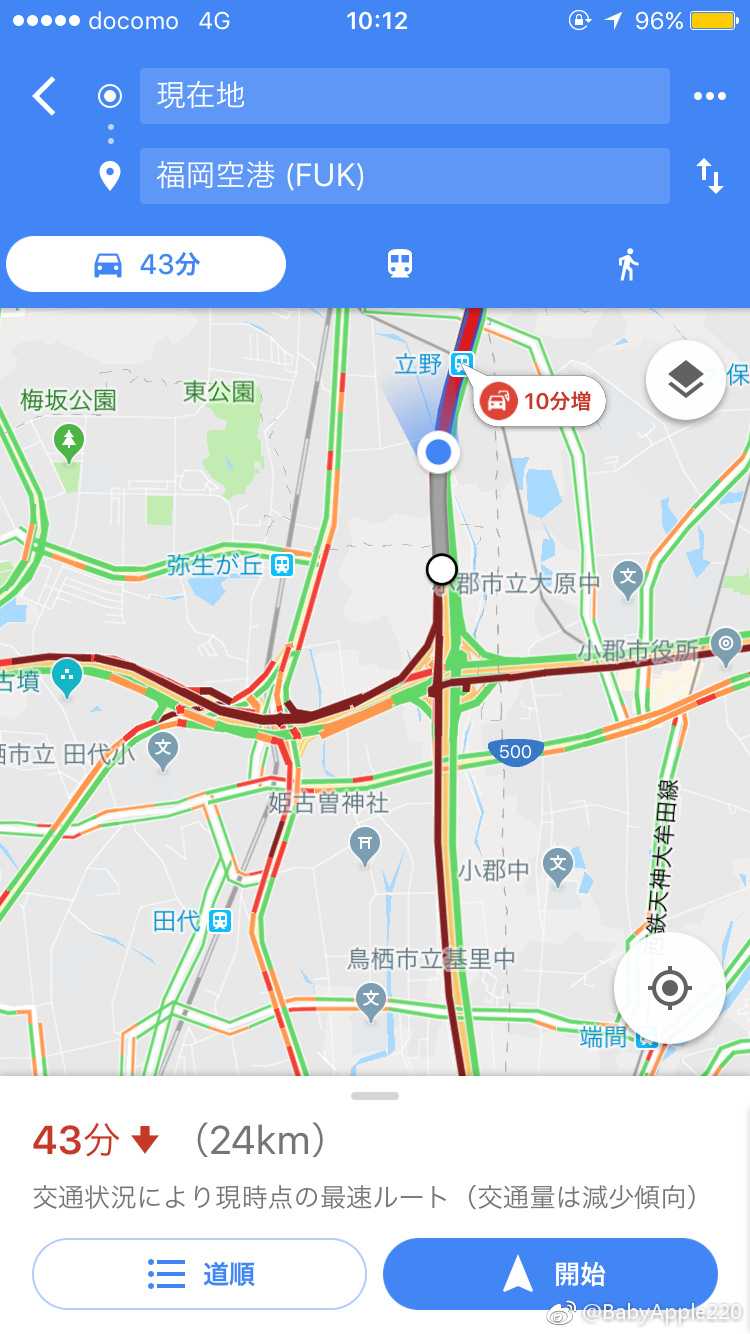 docomo 4G 10:12 96%
現在地
福岡空港 (FUK)
43分
立野
保
10分増
梅坂公園
東公園
弥生が丘
小郡市立大原中
小郡市役所
古墳
栖市立 田代小
500
姫古曽神社
小郡中
西鉄天神大牟田線
田代
鳥栖市立基里中
端間
43分 (24km)
交通状況により現時点の最速ルート（交通量は減少傾向）
道順
開始
@BabyApple220